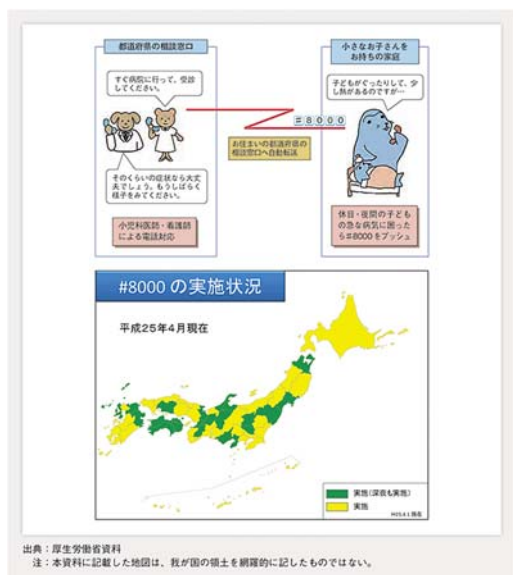 都道府県の相談窓口
小さなお子さんを
お持ちの家庭
すぐ病院に行って、受診
してください。
子どもがぐったりして、少
し熱があるのですが…
#8000
お住まいの都道府県の
相談窓口へ自動転送
そのくらいの症状なら大丈
夫でしょう。もうしばらく
様子をみてください。
小児科医師・看護師
による電話対応
休日・夜間の子ども
の急な病気に困った
ら#8000をプッシュ
#8000の実施状況
平成25年4月現在
実施(深夜も実施)
実施
H25.4.1現在
出典:厚生労働省資料
注:本資料に記載した地図は、我が国の領土を網羅的に記したものではない。